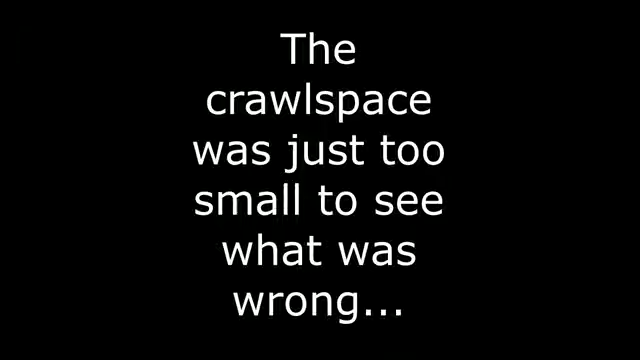 The
crawlspace
was just too
small to see
what was
wrong...